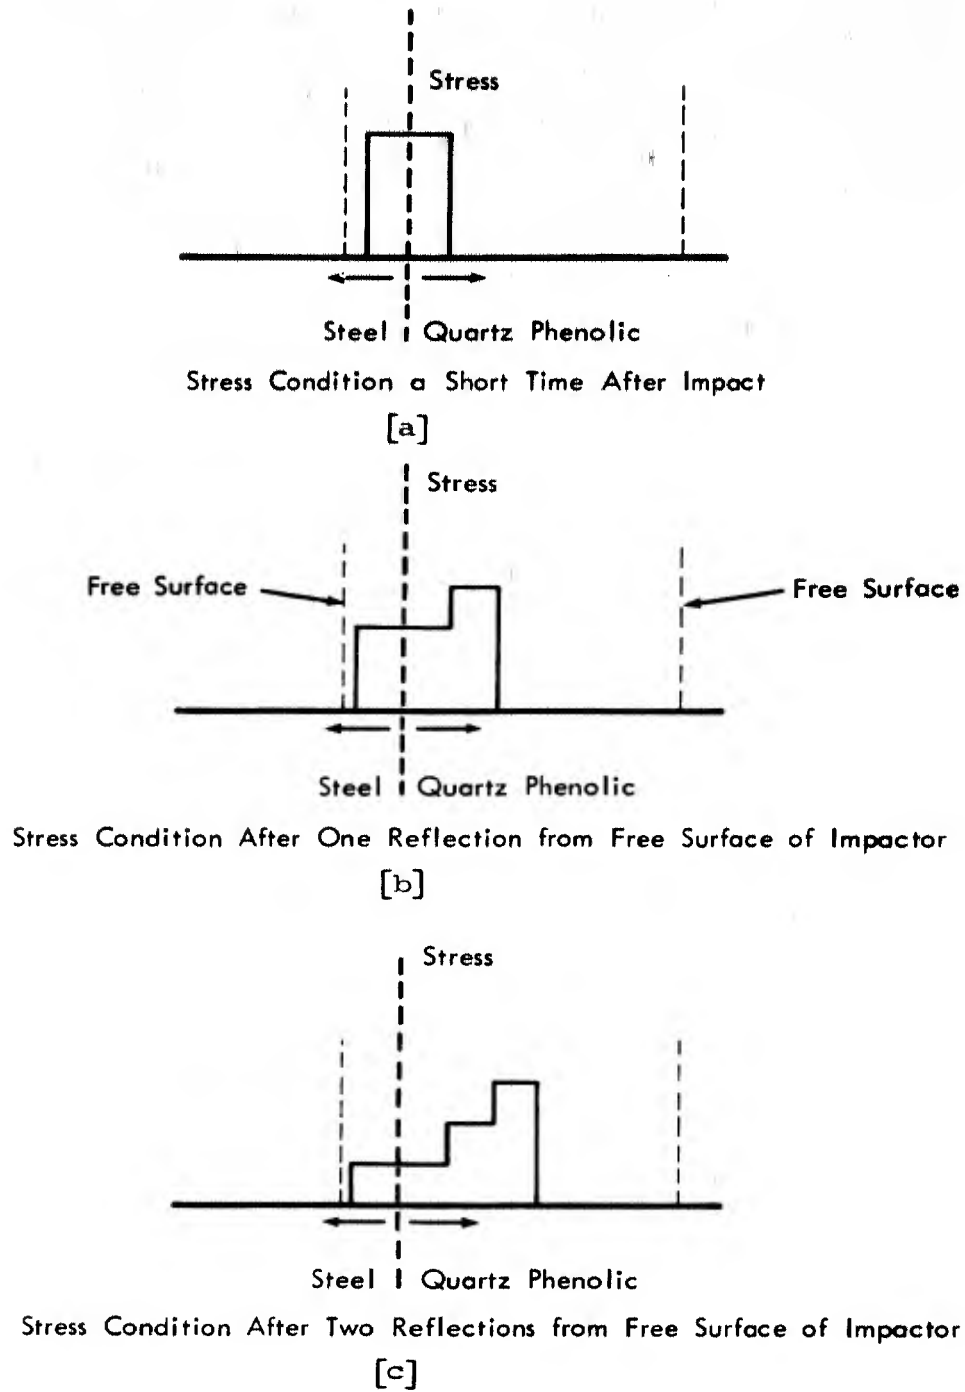 Stress
Steel Quartz Phenolic
Stress Condition a Short Time After Impact
[a]
Stress
Free Surface
Free Surface
Steel Quartz Phenolic
Stress Condition After One Reflection from Free Surface of Impactor
[b]
Stress
Steel Quartz Phenolic
Stress Condition After Two Reflections from Free Surface of Impactor
[c]